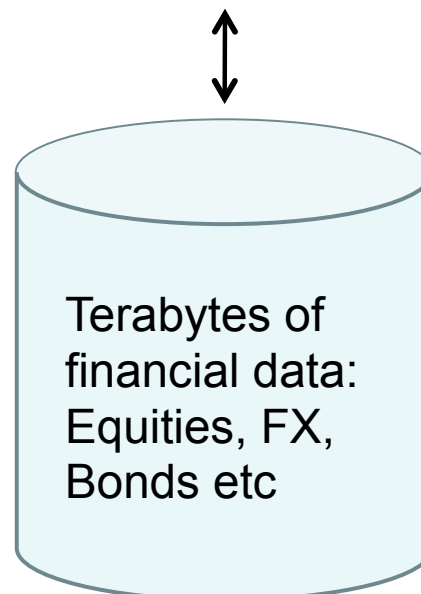 Terabytes of
financial data:
Equities, FX,
Bonds etc